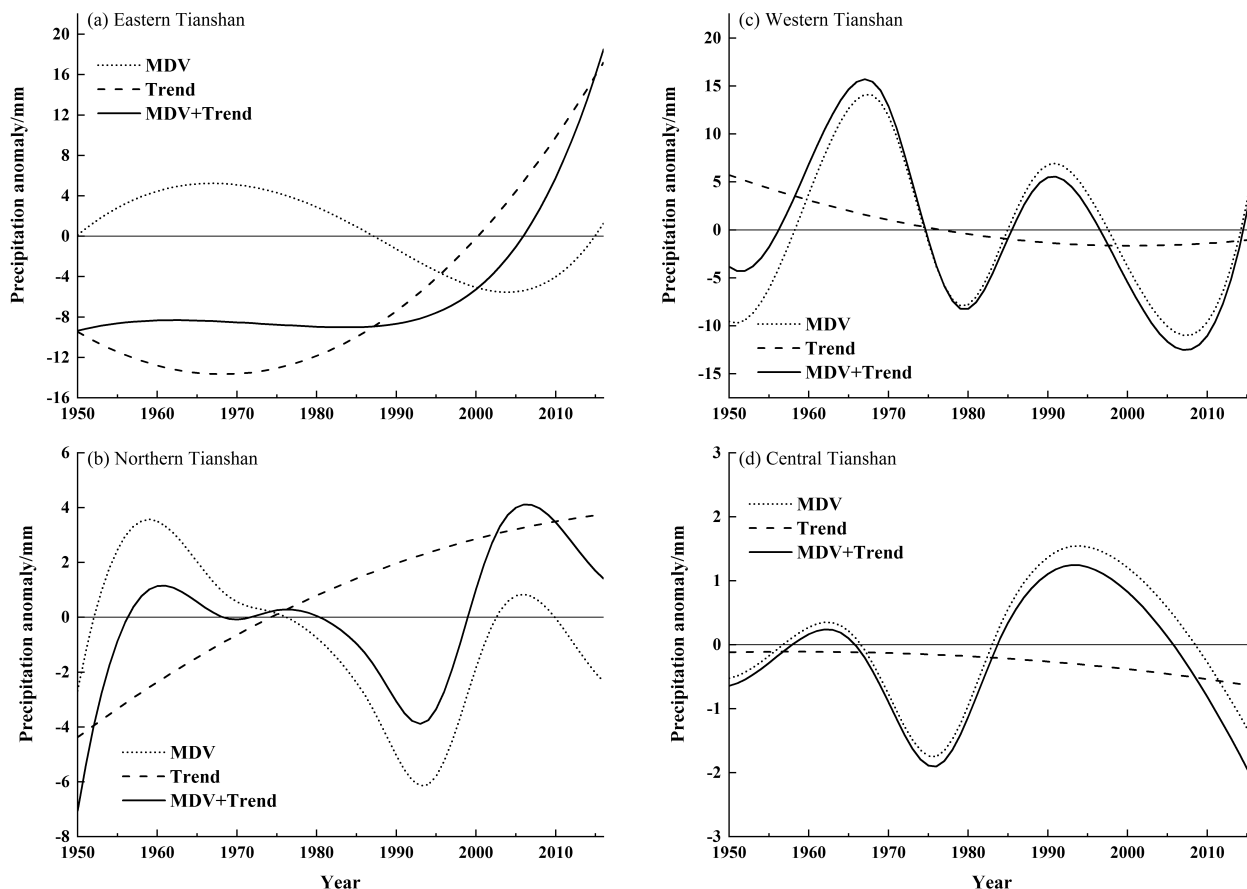 (a) Eastern Tianshan
Precipitation anomaly/mm
20
16
12
8
4
0
-4
-8
-12
-16
MDV
Trend
MDV+Trend
1950 1960 1970 1980 1990 2000 2010
(c) Western Tianshan
Precipitation anomaly/mm
20
15
10
5
0
-5
-10
-15
MDV
Trend
MDV+Trend
1950 1960 1970 1980 1990 2000 2010
(b) Northern Tianshan
Precipitation anomaly/mm
6
4
2
0
-2
-4
-6
-8
MDV
Trend
MDV+Trend
1950 1960 1970 1980 1990 2000 2010
Year
(d) Central Tianshan
Precipitation anomaly/mm
3
2
1
0
-1
-2
-3
MDV
Trend
MDV+Trend
1950 1960 1970 1980 1990 2000 2010
Year